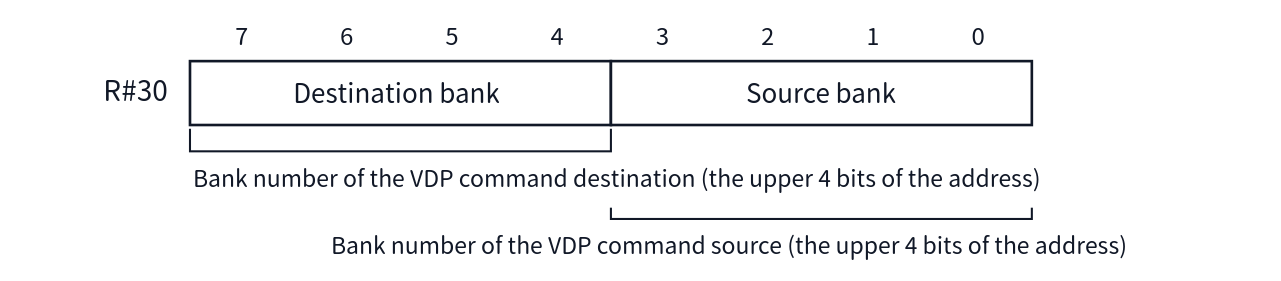 7 6 5 4 3 2 1 0
R#30 Destination bank Source bank
Bank number of the VDP command destination (the upper 4 bits of the address)
Bank number of the VDP command source (the upper 4 bits of the address)